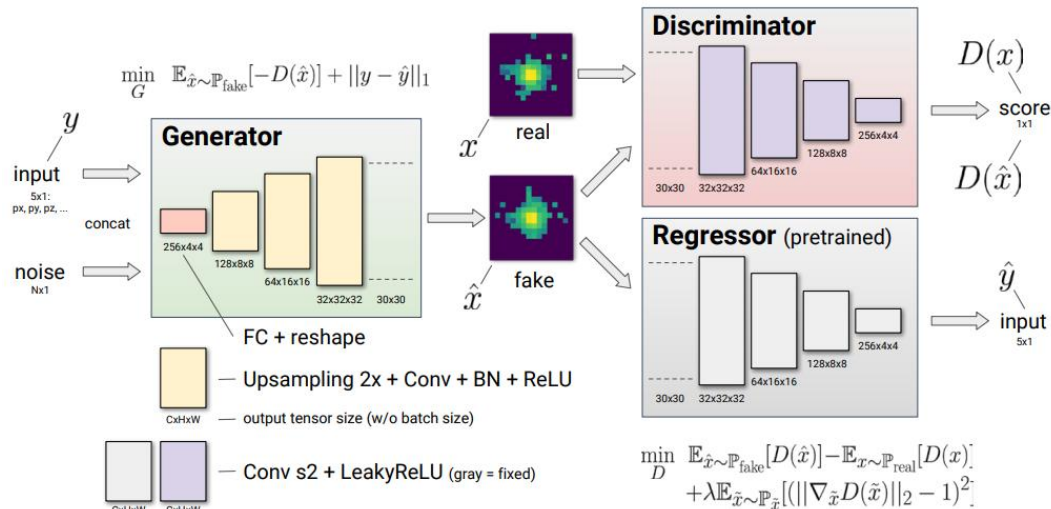 min G 𝔼x̂∼ℙfake[−D(x̂)] + ||y − ŷ||1
y
input
5x1:
px, py, pz, ...
concat
noise
Nx1
Generator
256x4x4
128x8x8
64x16x16
32x32x32
30x30
FC + reshape
Upsampling 2x + Conv + BN + ReLU
CxHxW
output tensor size (w/o batch size)
Conv s2 + LeakyReLU (gray = fixed)
CxHxW
CxHxW
x
real
x̂
fake
Discriminator
30x30
32x32x32
64x16x16
128x8x8
256x4x4
D(x)
score
1x1
D(x̂)
Regressor (pretrained)
30x30
32x32x32
64x16x16
128x8x8
256x4x4
ŷ
input
5x1
min D 𝔼x̂∼ℙfake[D(x̂)]−𝔼x∼ℙreal[D(x)]
+λ𝔼x̃∼ℙx̃[(||∇x̃D(x̃)||2 − 1)²]